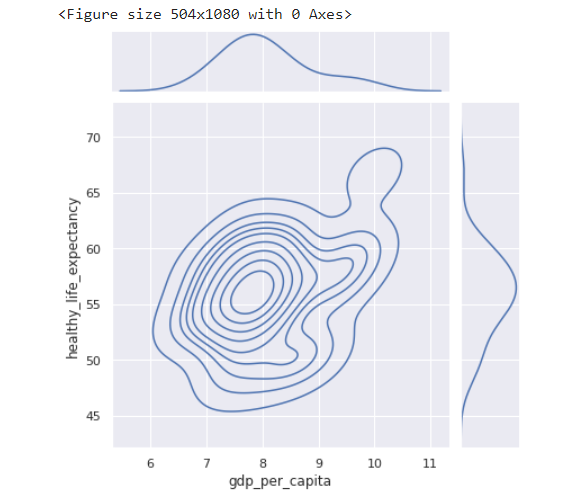 <Figure size 504x1080 with 0 Axes>
70
65
60
55
50
45
healthy_life_expectancy
6 7 8 9 10 11
gdp_per_capita